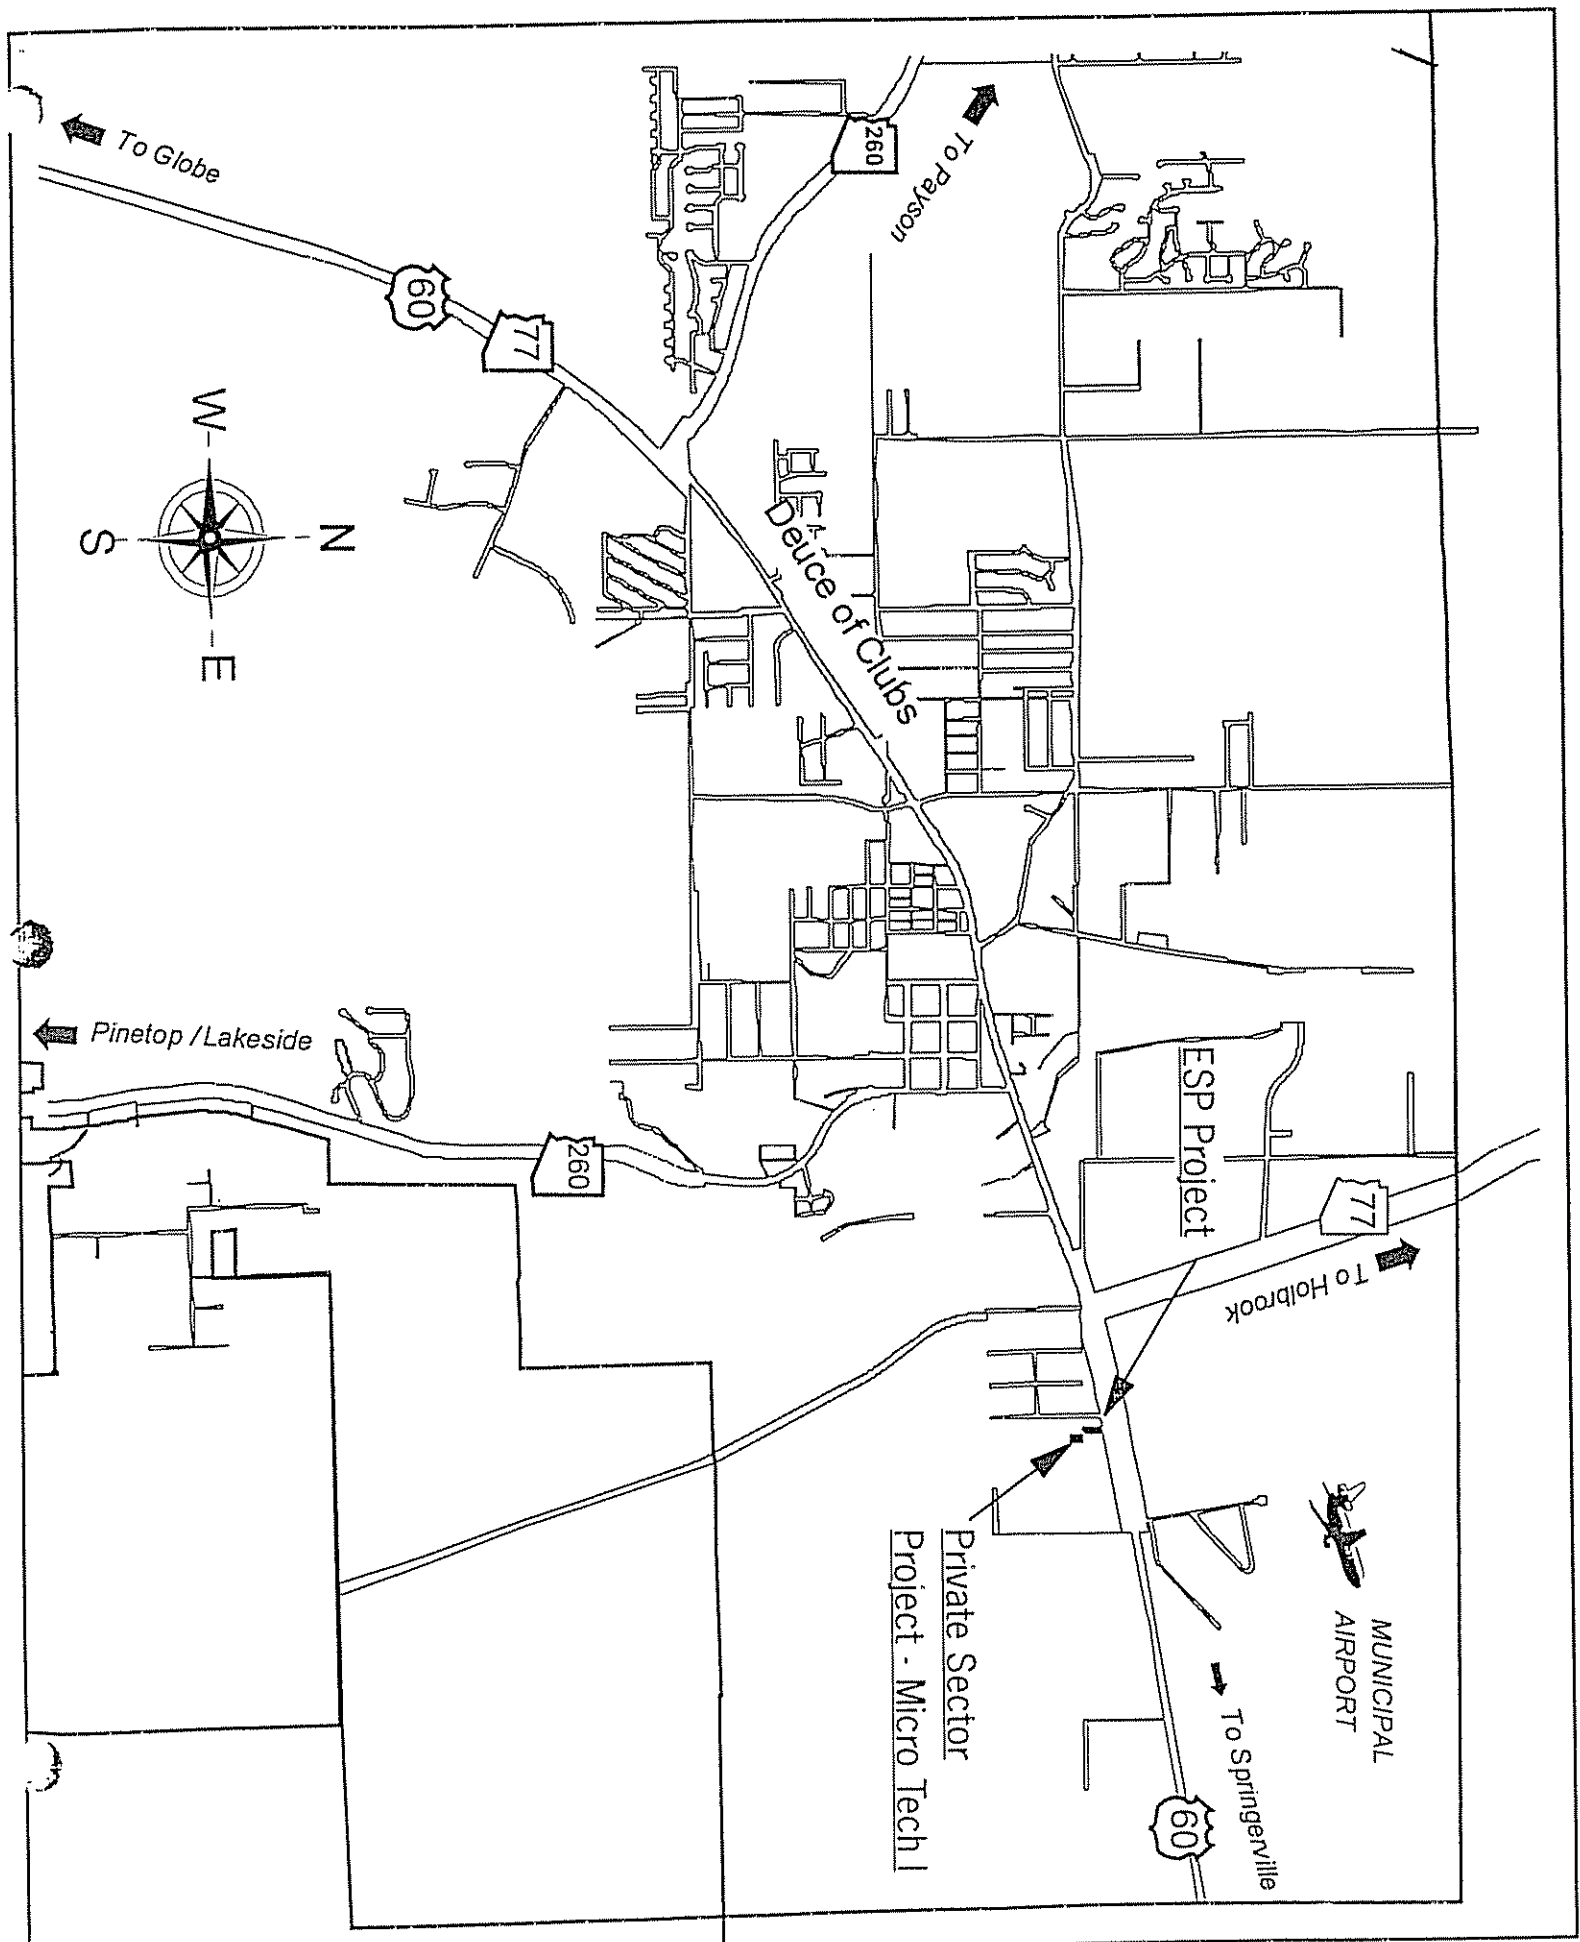 To Payson
260
To Globe
60
77
Deuce of Clubs
W
N
S
E
Pinetop / Lakeside
260
ESP Project
77
To Holbrook
MUNICIPAL
AIRPORT
To Springerville
60
Private Sector
Project - Micro Tech I